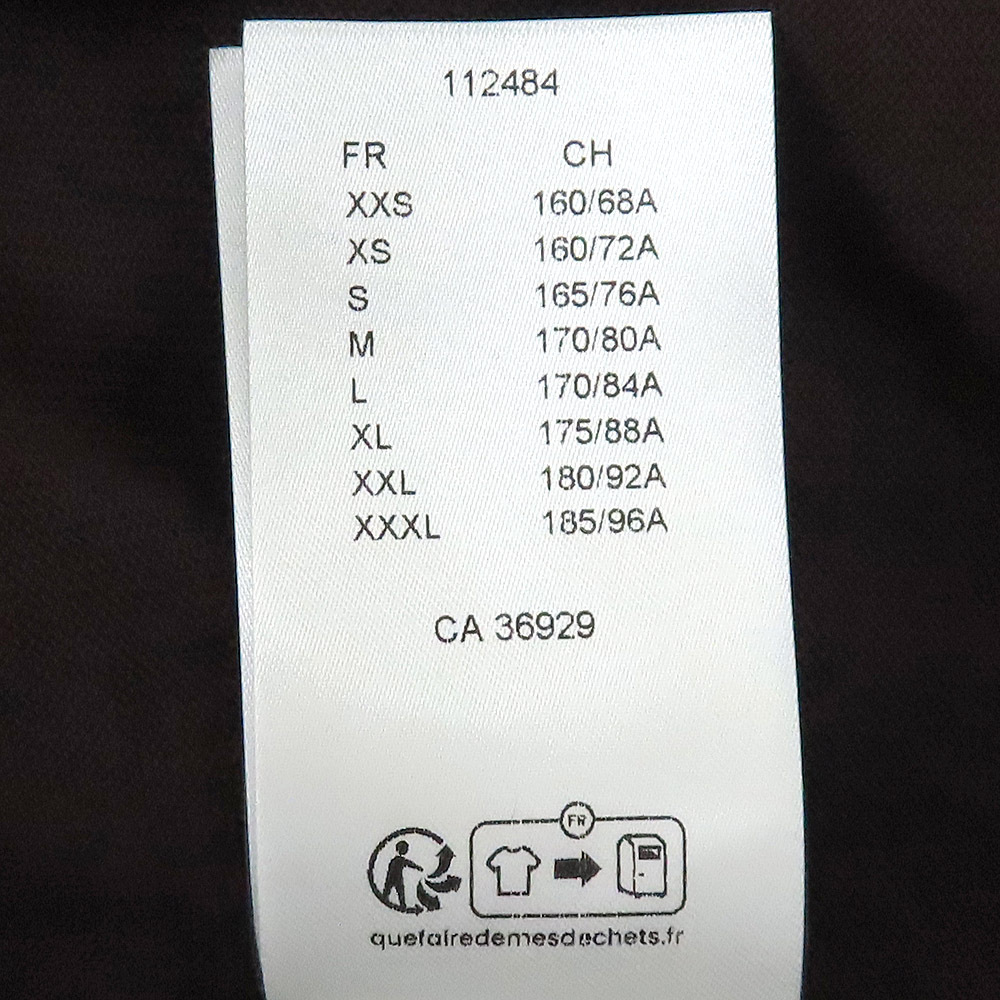 112484
FR CH
XXS 160/68A
XS 160/72A
S 165/76A
M 170/80A
L 170/84A
XL 175/88A
XXL 180/92A
XXXL 185/96A
CA 36929
FR
quefairedemesdechets.fr